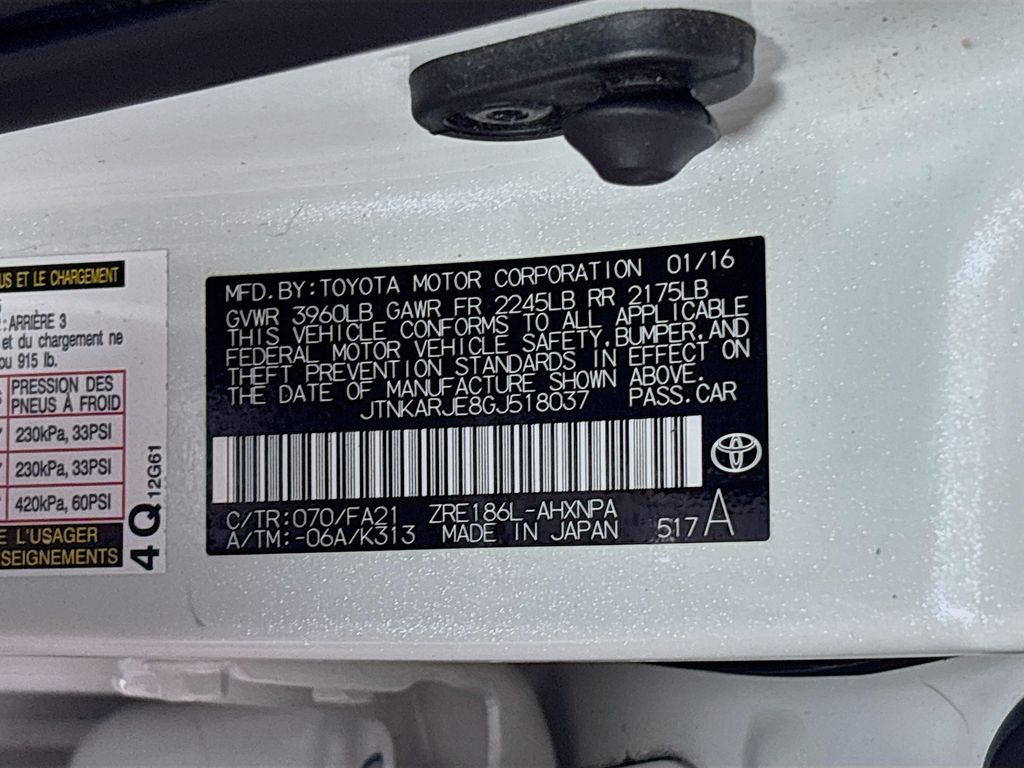 US ET LE CHARGEMENT
: ARRIÈRE 3
et du chargement ne
ou 915 lb.
PRESSION DES
PNEUS À FROID
230kPa, 33PSI
230kPa, 33PSI
420kPa, 60PSI
E L'USAGER
SEIGNEMENTS
4Q 12G61
MFD. BY: TOYOTA MOTOR CORPORATION 01/16
GVWR 3960LB GAWR FR 2245LB RR 2175LB
THIS VEHICLE CONFORMS TO ALL APPLICABLE
FEDERAL MOTOR VEHICLE SAFETY, BUMPER, AND
THEFT PREVENTION STANDARDS IN EFFECT ON
THE DATE OF MANUFACTURE SHOWN ABOVE.
JTNKARJE8GJ518037 PASS. CAR
C/TR: 070/FA21 ZRE186L-AHXNPA
A/TM: -06A/K313 MADE IN JAPAN 517A